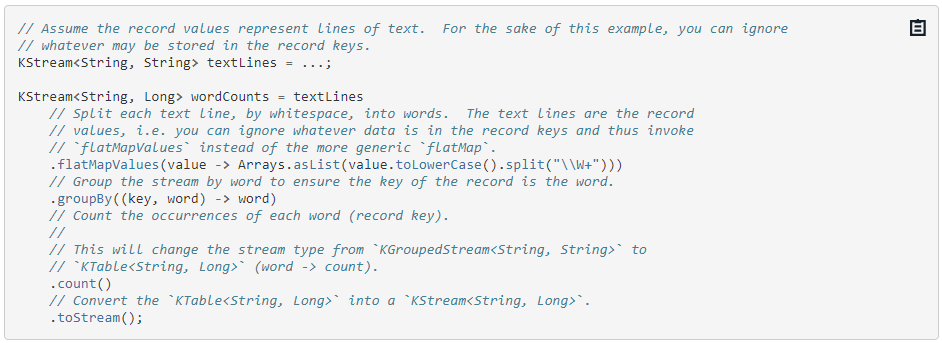 // Assume the record values represent lines of text.  For the sake of this example, you can ignore
// whatever may be stored in the record keys.
KStream<String, String> textLines = ...;

KStream<String, Long> wordCounts = textLines
    // Split each text line, by whitespace, into words.  The text lines are the record
    // values, i.e. you can ignore whatever data is in the record keys and thus invoke
    // `flatMapValues` instead of the more generic `flatMap`.
    .flatMapValues(value -> Arrays.asList(value.toLowerCase().split("\\W+")))
    // Group the stream by word to ensure the key of the record is the word.
    .groupBy((key, word) -> word)
    // Count the occurrences of each word (record key).
    //
    // This will change the stream type from `KGroupedStream<String, String>` to
    // `KTable<String, Long>` (word -> count).
    .count()
    // Convert the `KTable<String, Long>` into a `KStream<String, Long>`.
    .toStream();